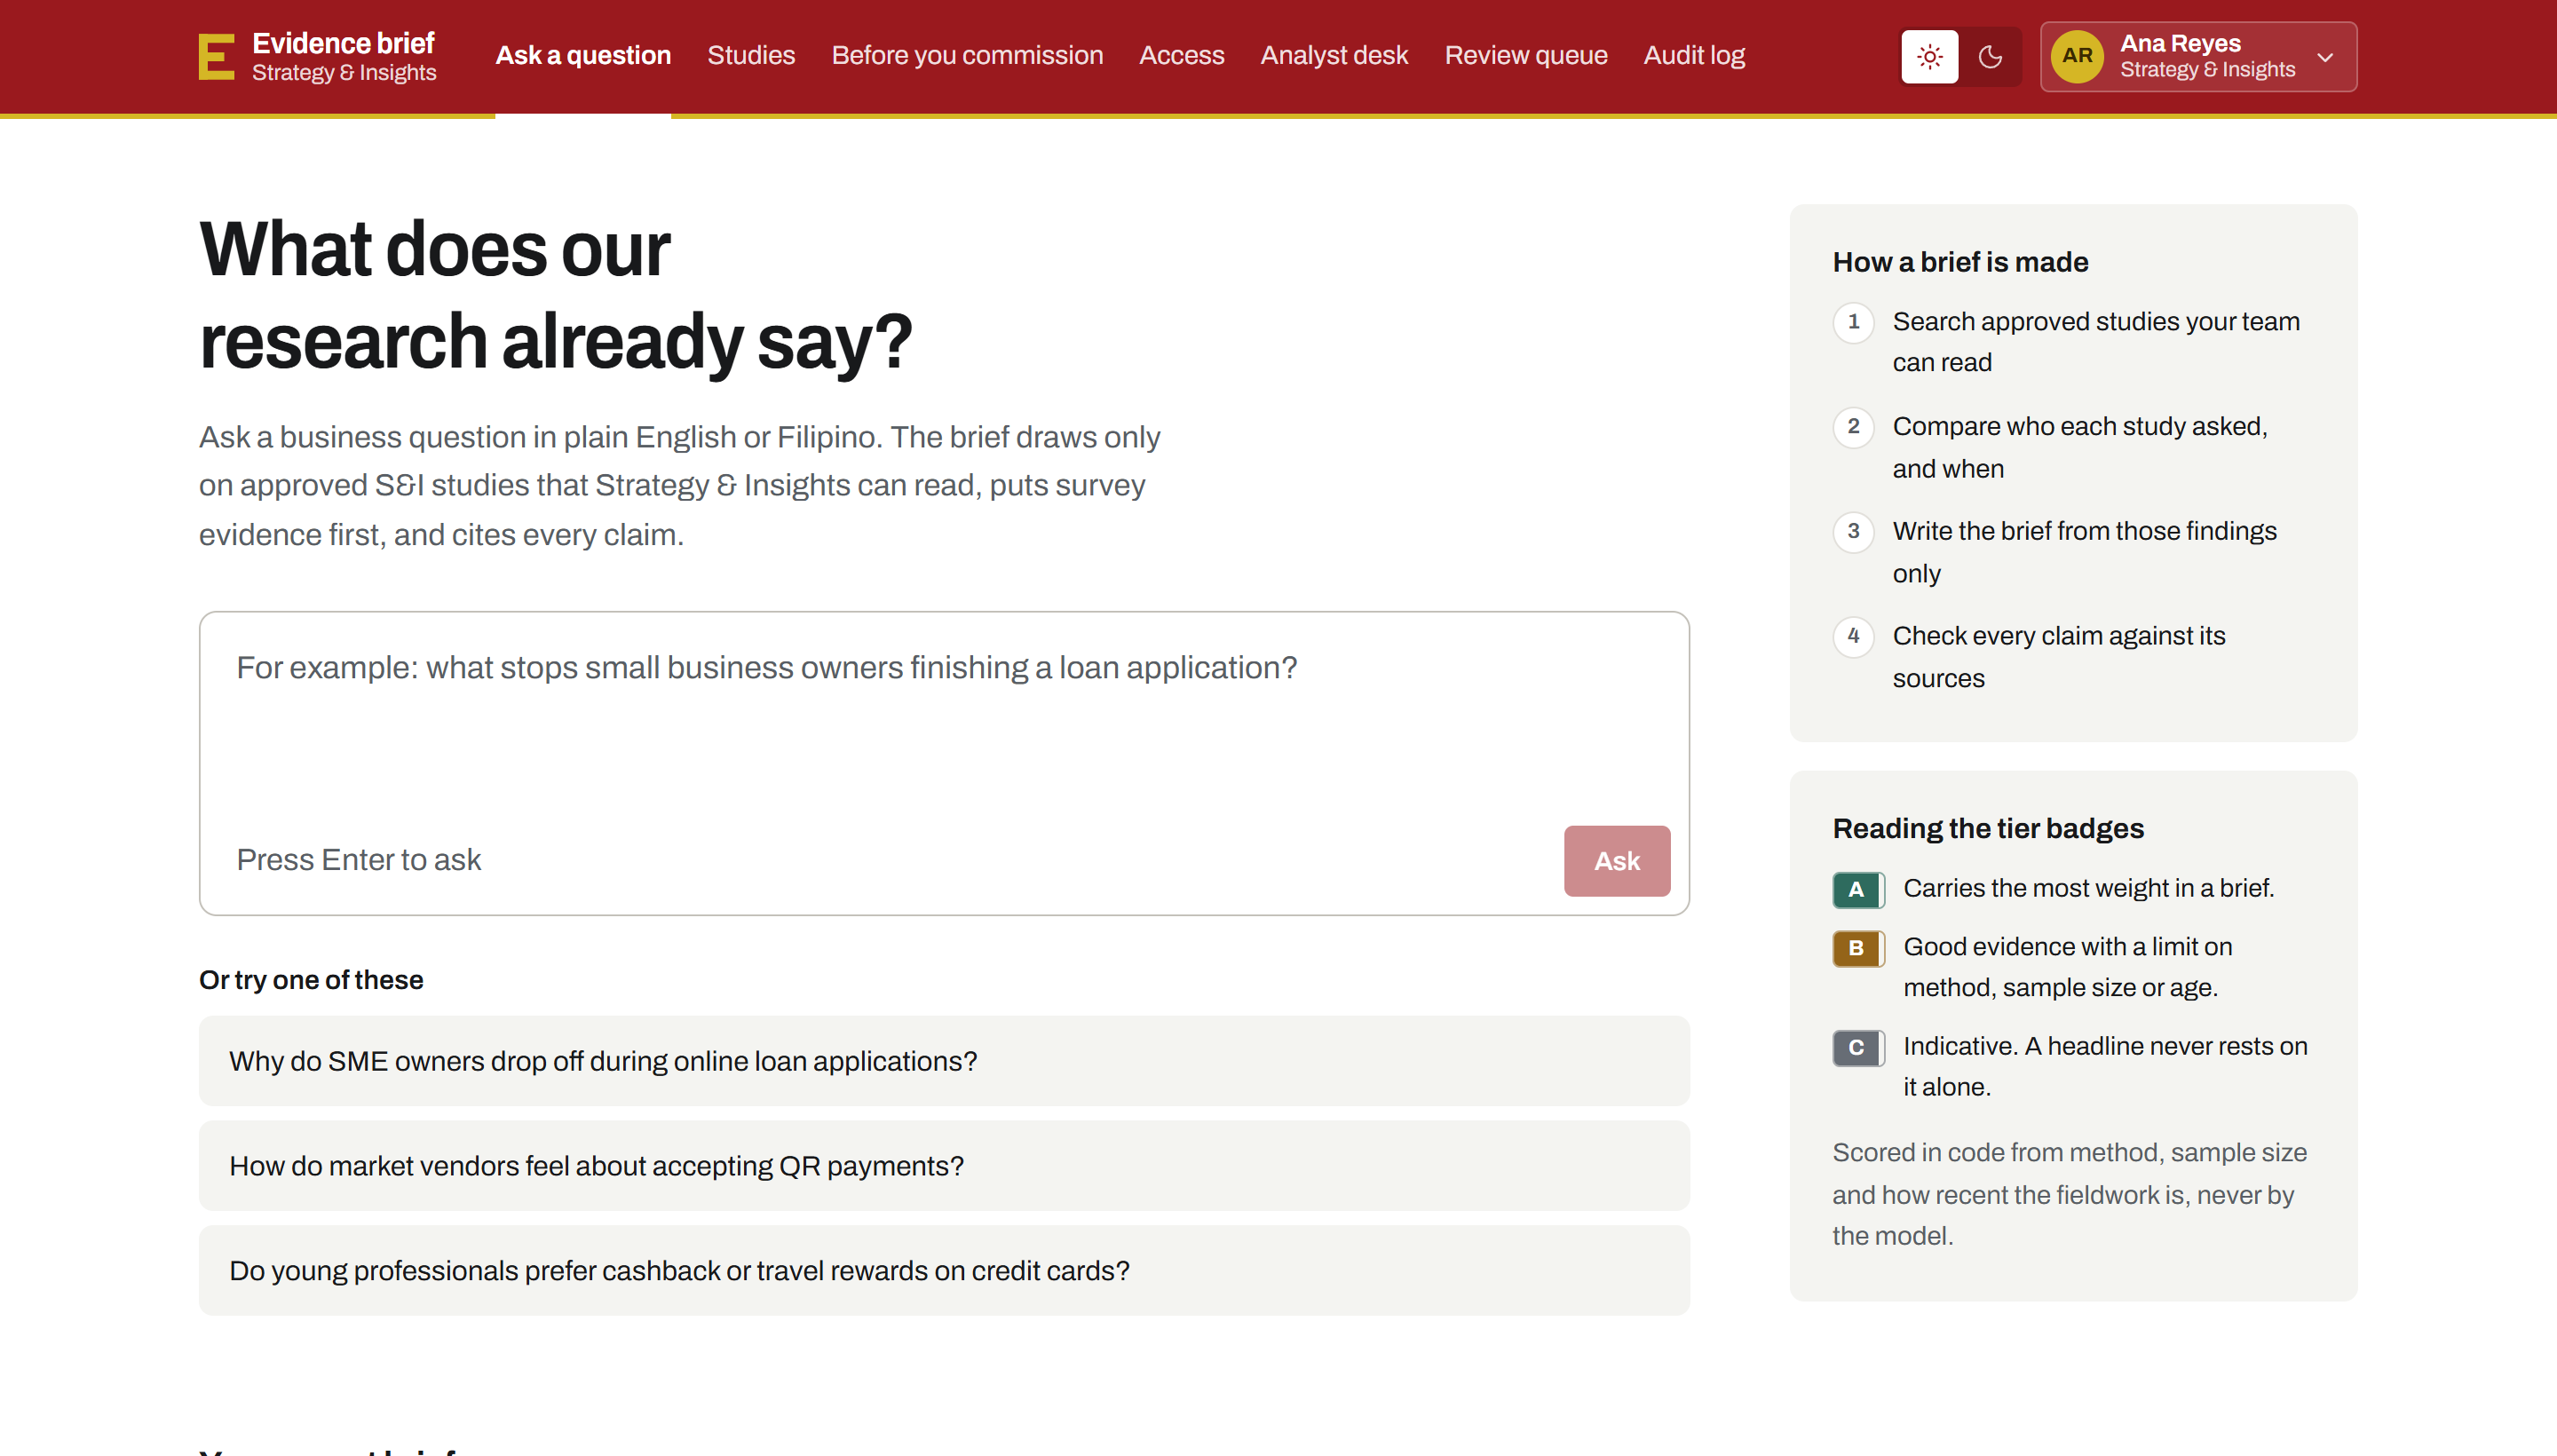 Evidence brief
Strategy & Insights
Ask a question
Studies
Before you commission
Access
Analyst desk
Review queue
Audit log
AR
Ana Reyes
Strategy & Insights
What does our
research already say?
Ask a business question in plain English or Filipino. The brief draws only
on approved S&I studies that Strategy & Insights can read, puts survey
evidence first, and cites every claim.
For example: what stops small business owners finishing a loan application?
Press Enter to ask
Ask
Or try one of these
Why do SME owners drop off during online loan applications?
How do market vendors feel about accepting QR payments?
Do young professionals prefer cashback or travel rewards on credit cards?
How a brief is made
1 Search approved studies your team
can read
2 Compare who each study asked,
and when
3 Write the brief from those findings
only
4 Check every claim against its
sources
Reading the tier badges
A Carries the most weight in a brief.
B Good evidence with a limit on
method, sample size or age.
C Indicative. A headline never rests on
it alone.
Scored in code from method, sample size
and how recent the fieldwork is, never by
the model.